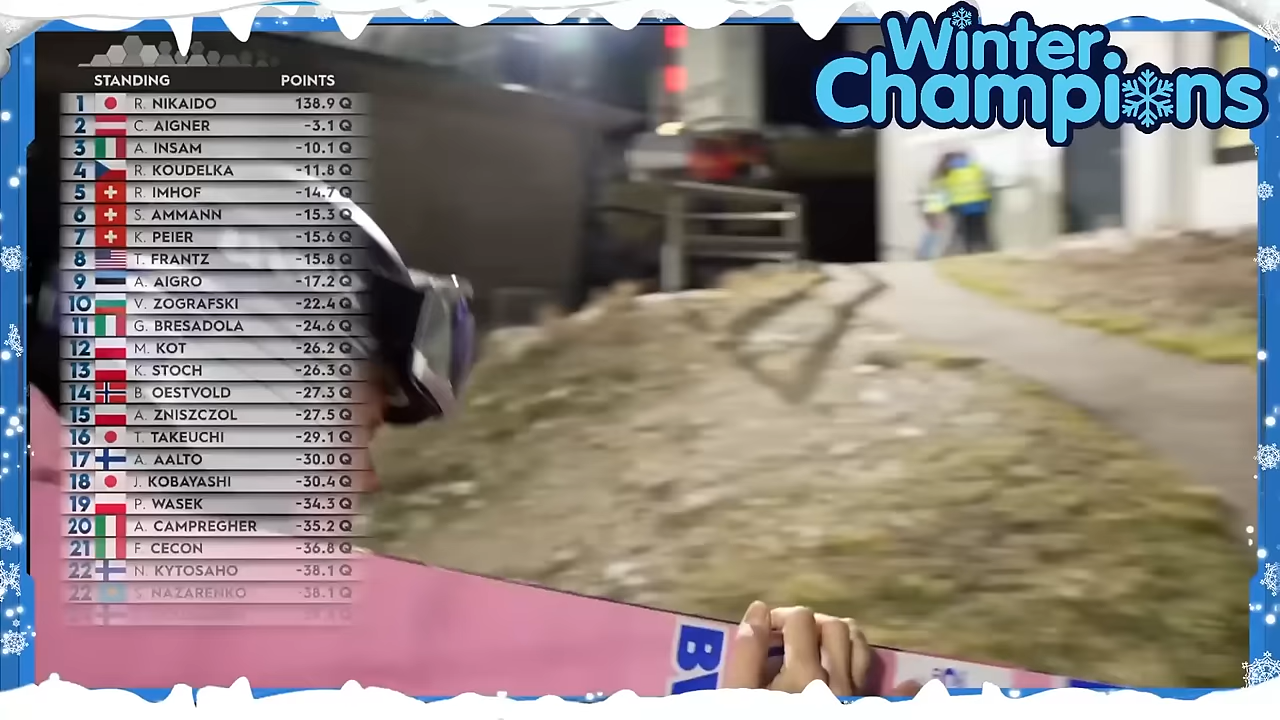 Winter
Champions
STANDING POINTS
1 R. NIKAIDO 138.9 Q
2 C. AIGNER -3.1 Q
3 A. INSAM -10.1 Q
4 R. KOUDELKA -11.8 Q
5 R. IMHOF -14.7 Q
6 S. AMMANN -15.3 Q
7 K. PEIER -15.6 Q
8 T. FRANTZ -15.8 Q
9 A. AIGRO -17.2 Q
10 V. ZOGRAFSKI -22.4 Q
11 G. BRESADOLA -24.6 Q
12 M. KOT -26.2 Q
13 K. STOCH -26.3 Q
14 B. OESTVOLD -27.3 Q
15 A. ZNISZCZOL -27.5 Q
16 T. TAKEUCHI -29.1 Q
17 A. AALTO -30.0 Q
18 J. KOBAYASHI -30.4 Q
19 P. WASEK -34.3 Q
20 A. CAMPREGHER -35.2 Q
21 F. CECON -36.8 Q
22 N. KYTOSAHO -38.1 Q
22 S. NAZARENKO -38.1 Q